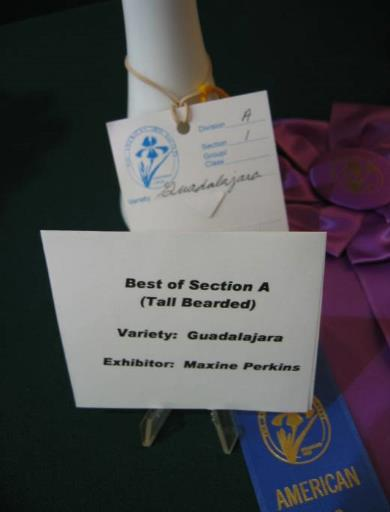 Division A
Section 1
Group/
Class
Variety Guadalajara
Best of Section A
(Tall Bearded)
Variety: Guadalajara
Exhibitor: Maxine Perkins
AMERICAN